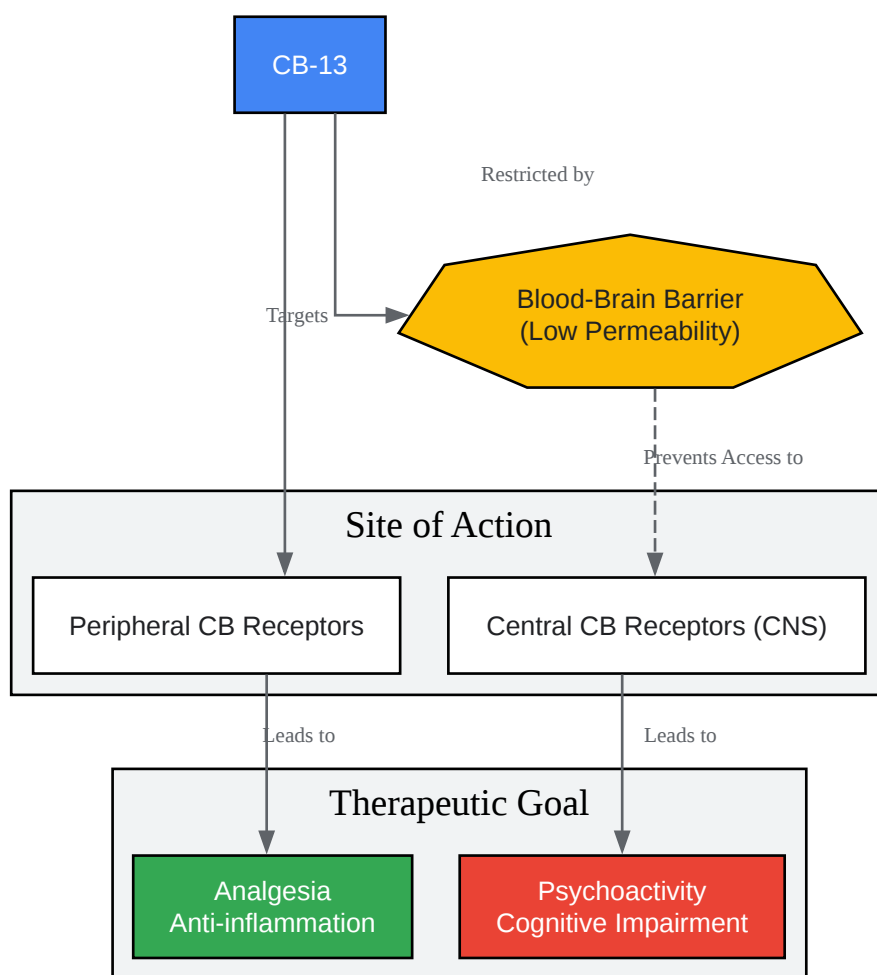 CB-13
Restricted by
Blood-Brain Barrier
(Low Permeability)
Targets
Prevents Access to
Site of Action
Peripheral CB Receptors
Central CB Receptors (CNS)
Leads to
Leads to
Therapeutic Goal
Analgesia
Anti-inflammation
Psychoactivity
Cognitive Impairment